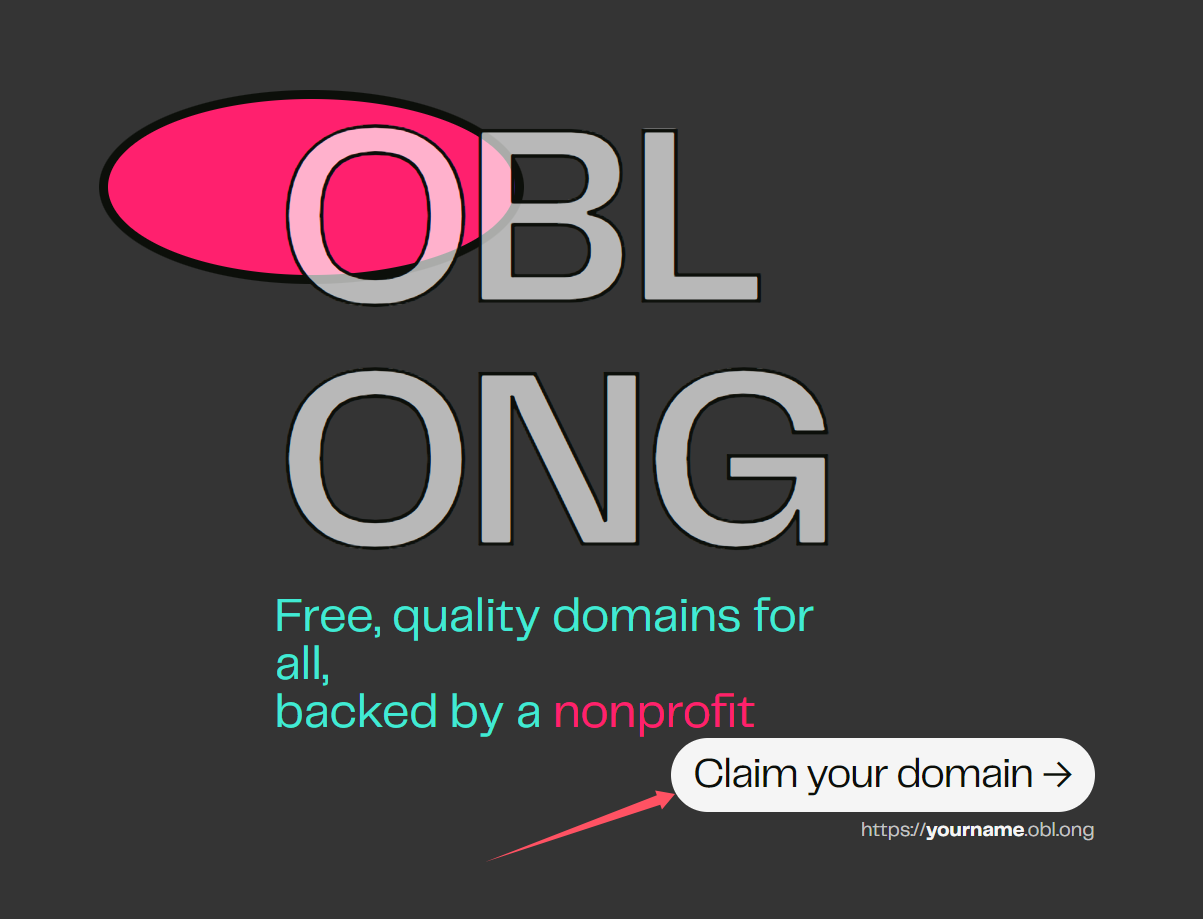 OBL
ONG
Free, quality domains for
all,
backed by a nonprofit
Claim your domain →
https://yourname.obl.ong